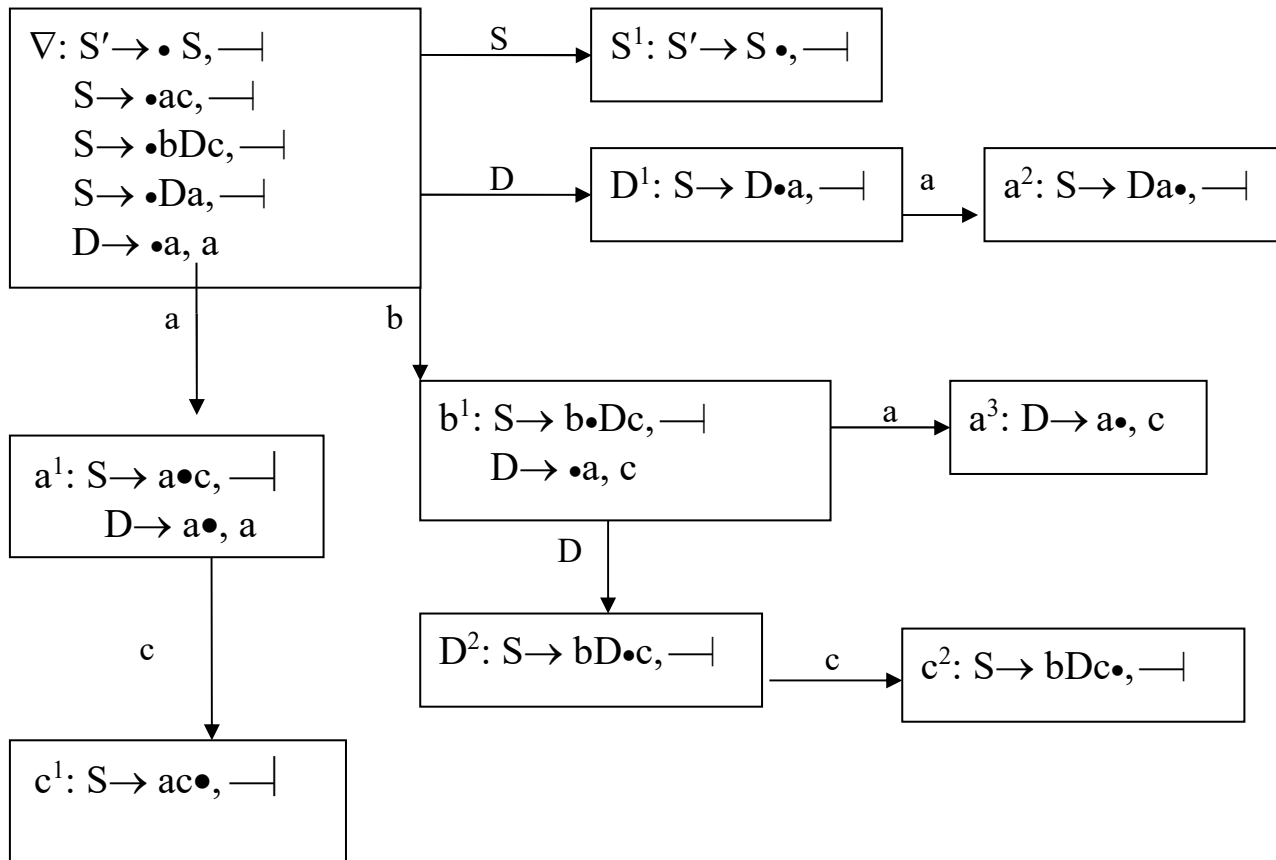 ∇: S′→ • S, ─┤
S→ •ac, ─┤
S→ •bDc, ─┤
S→ •Da, ─┤
D→ •a, a
S
S¹: S′→ S •, ─┤
D
D¹: S→ D•a, ─┤
a
a²: S→ Da•, ─┤
a
b
a¹: S→ a•c, ─┤
D→ a•, a
b¹: S→ b•Dc, ─┤
D→ •a, c
a
a³: D→ a•, c
D
c
D²: S→ bD•c, ─┤
c
c²: S→ bDc•, ─┤
c¹: S→ ac•, ─┤